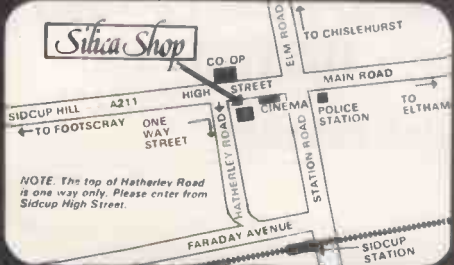 Silica Shop
ELM ROAD
TO CHISLEHURST
CO-OP
MAIN ROAD
HIGH STREET
SIDCUP HILL A211
CINEMA
POLICE
STATION
TO
ELTHAM
←TO FOOTSCRAY
ONE
WAY
STREET
HATHERLEY ROAD
STATION ROAD
NOTE. The top of Hatherley Road
is one way only. Please enter from
Sidcup High Street.
FARADAY AVENUE
SIDCUP
STATION